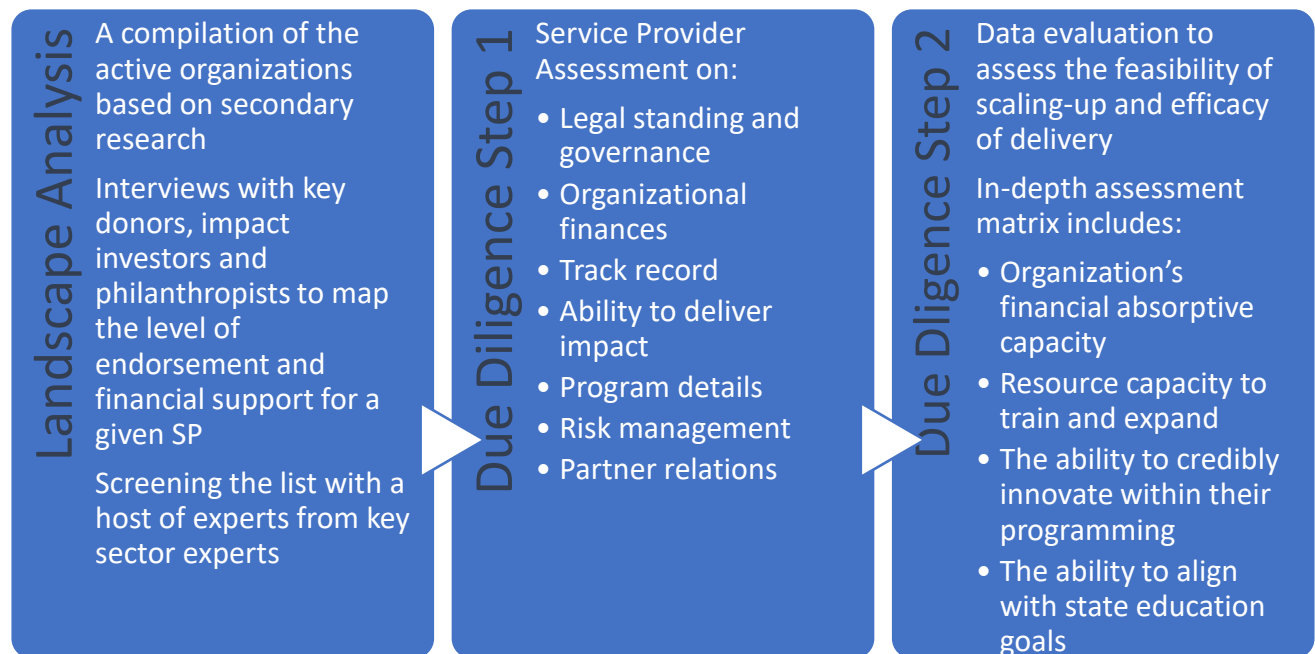 Landscape Analysis
A compilation of the
active organizations
based on secondary
research
Interviews with key
donors, impact
investors and
philanthropists to map
the level of
endorsement and
financial support for a
given SP
Screening the list with a
host of experts from key
sector experts
Due Diligence Step 1
Service Provider
Assessment on:
• Legal standing and
governance
• Organizational
finances
• Track record
• Ability to deliver
impact
• Program details
• Risk management
• Partner relations
Due Dligence Step 2
Data evaluation to
assess the feasibility of
scaling-up and efficacy
of delivery
In-depth assessment
matrix includes:
• Organization’s
financial absorptive
capacity
• Resource capacity to
train and expand
• The ability to credibly
innovate within their
programming
• The ability to align
with state education
goals